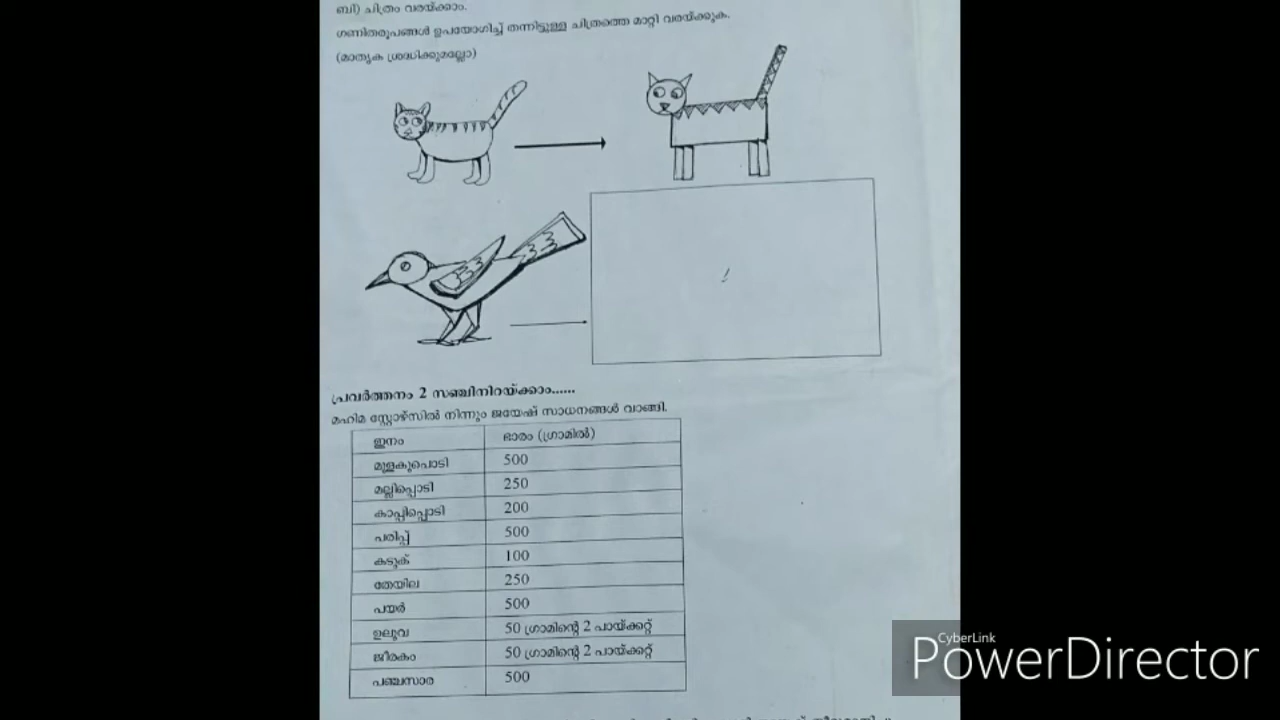 ബി) ചിത്രം വരയ്ക്കാം.
ഗണിതരൂപങ്ങൾ ഉപയോഗിച്ച് തന്നിട്ടുള്ള ചിത്രത്തെ മാറ്റി വരയ്ക്കുക.
(മാതൃക ശ്രദ്ധിക്കുമല്ലോ)
പ്രവർത്തനം 2 സഞ്ചിനിറയ്ക്കാം......
മഹിമ സ്റ്റോഴ്സിൽ നിന്നും ജയേഷ് സാധനങ്ങൾ വാങ്ങി.
ഇനം ഭാരം (ഗ്രാമിൽ)
മുളകുപൊടി 500
മല്ലിപ്പൊടി 250
കാപ്പിപ്പൊടി 200
പരിപ്പ് 500
കടുക് 100
തേയില 250
പയർ 500
ഉലുവ 50 ഗ്രാമിന്റെ 2 പായ്ക്കറ്റ്
ജീരകം 50 ഗ്രാമിന്റെ 2 പായ്ക്കറ്റ്
പഞ്ചസാര 500
CyberLink
PowerDirector